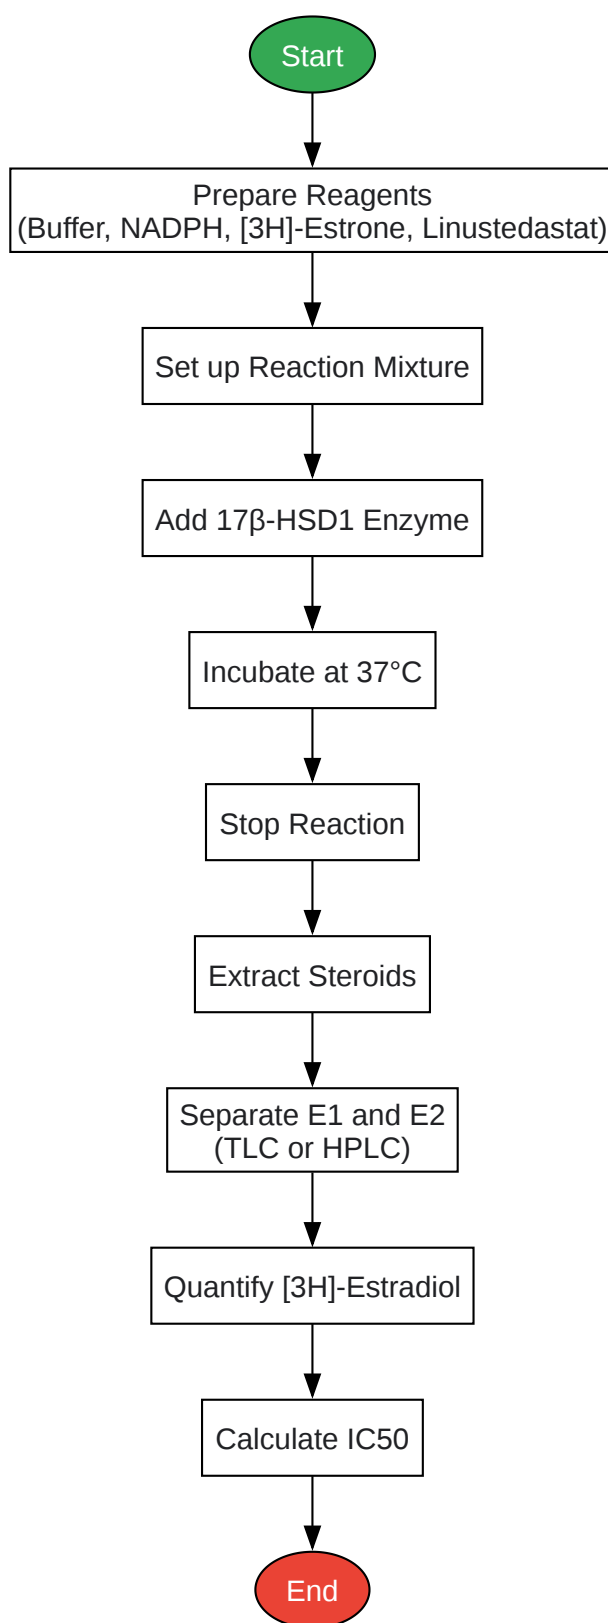 Start
Prepare Reagents
(Buffer, NADPH, [3H]-Estrone, Linustedastat)
Set up Reaction Mixture
Add 17β-HSD1 Enzyme
Incubate at 37°C
Stop Reaction
Extract Steroids
Separate E1 and E2
(TLC or HPLC)
Quantify [3H]-Estradiol
Calculate IC50
End